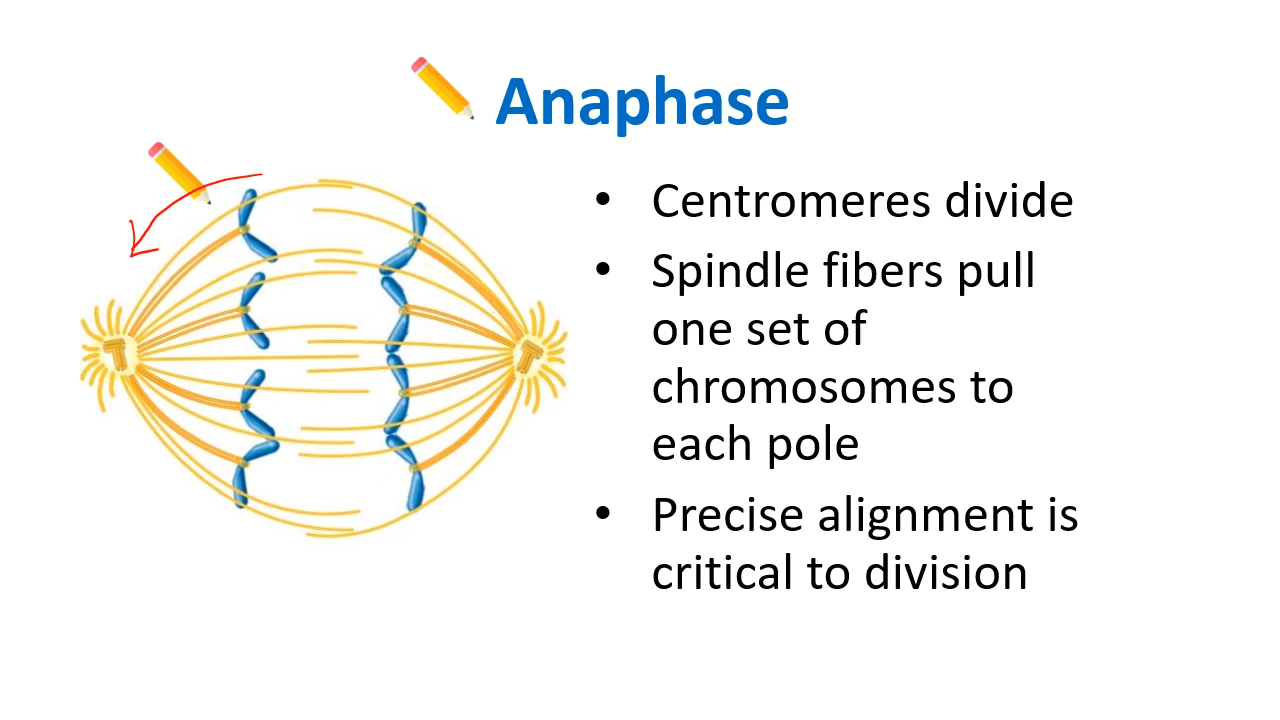 Anaphase
• Centromeres divide
• Spindle fibers pull
one set of
chromosomes to
each pole
• Precise alignment is
critical to division